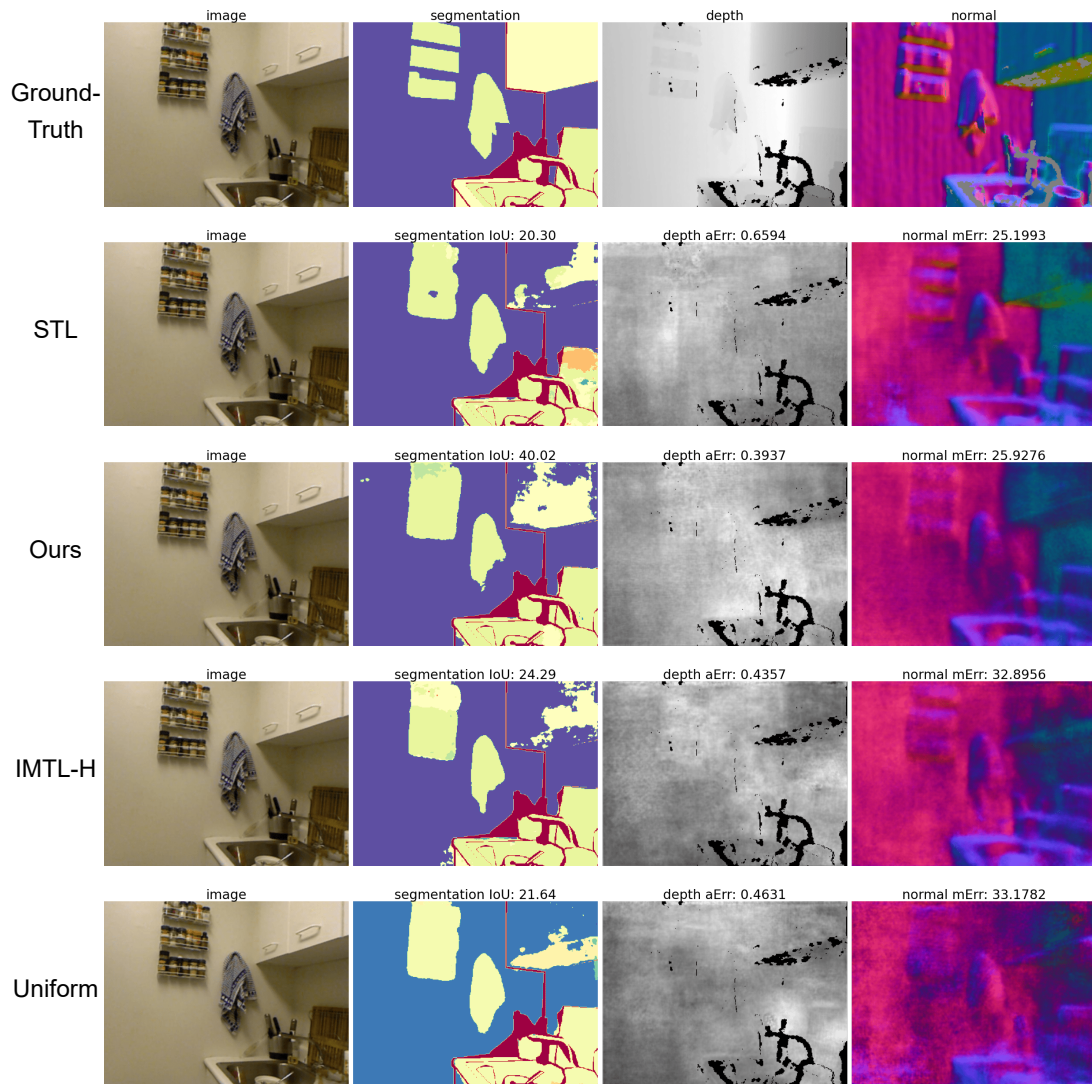 image segmentation depth normal
Ground-
Truth
image segmentation IoU: 20.30 depth aErr: 0.6594 normal mErr: 25.1993
STL
image segmentation IoU: 40.02 depth aErr: 0.3937 normal mErr: 25.9276
Ours
image segmentation IoU: 24.29 depth aErr: 0.4357 normal mErr: 32.8956
IMTL-H
image segmentation IoU: 21.64 depth aErr: 0.4631 normal mErr: 33.1782
Uniform